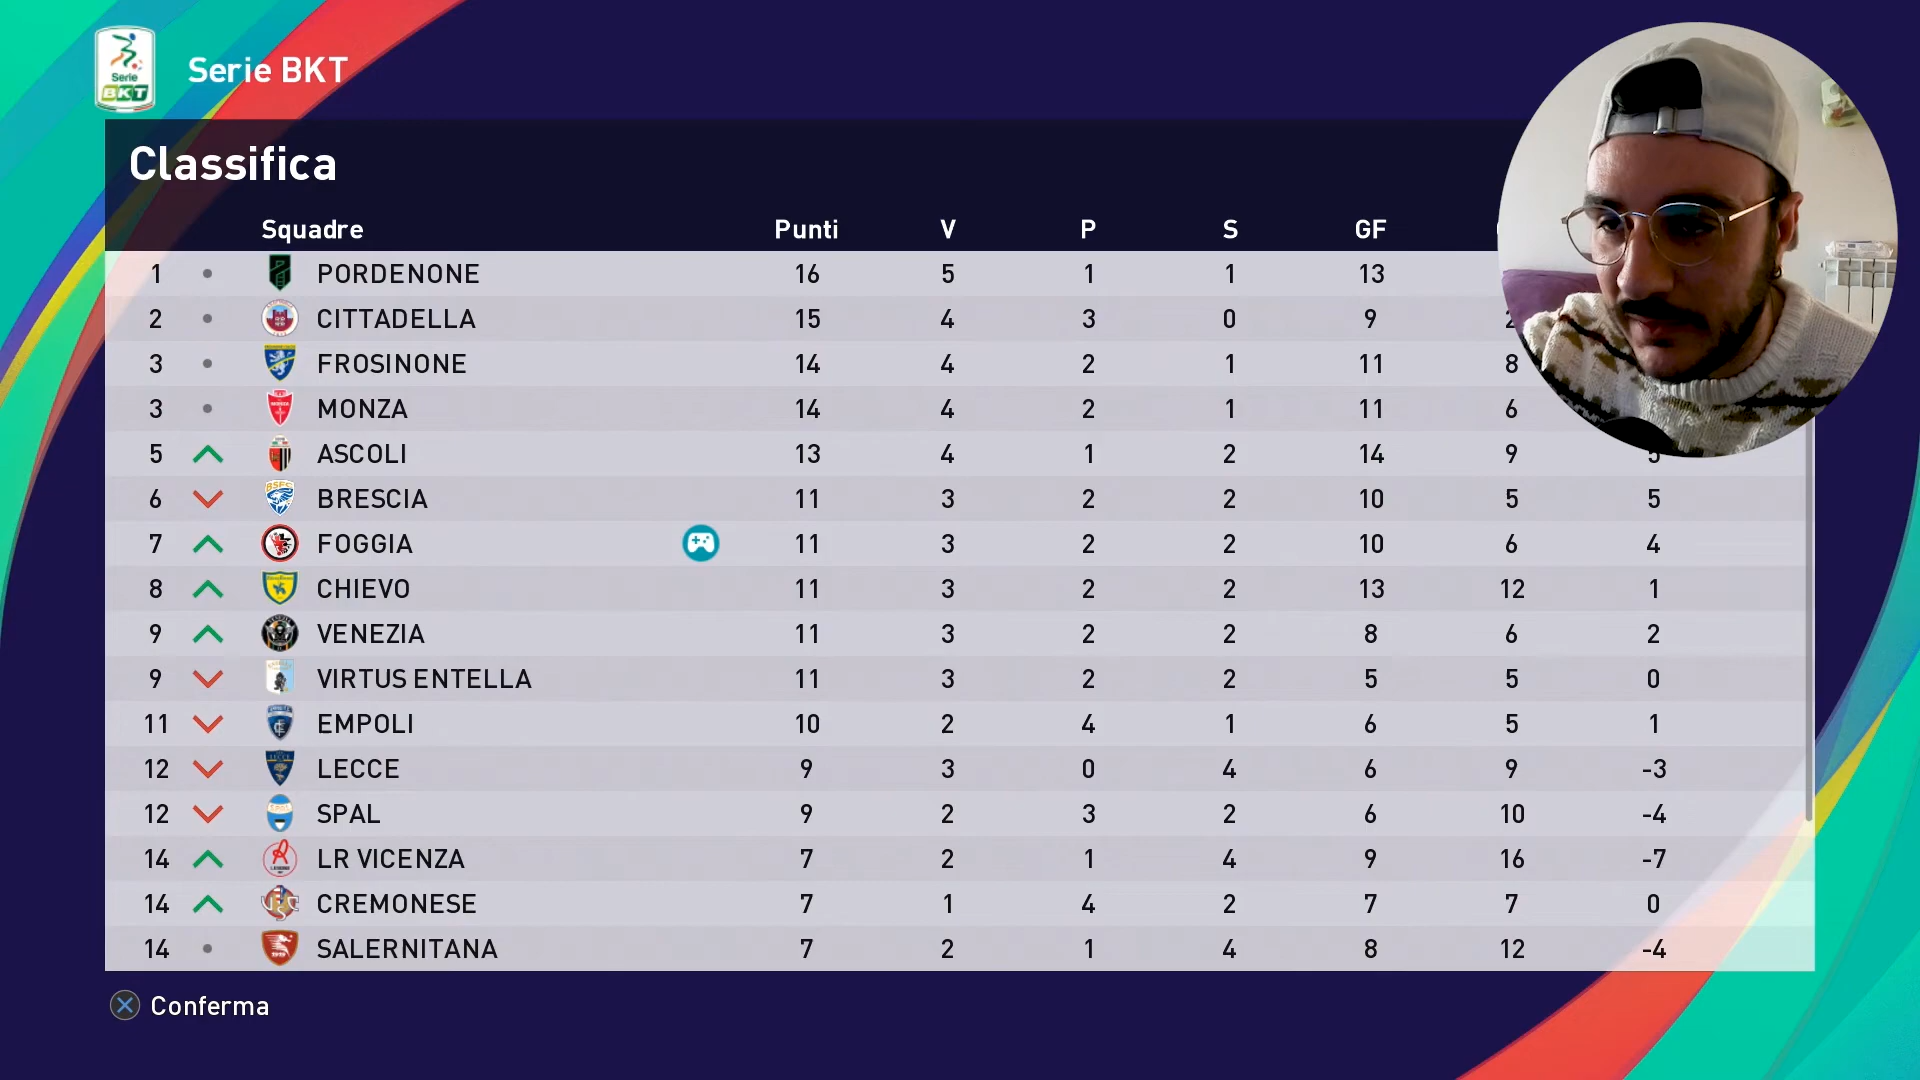 Serie BKT
Serie BKT
Classifica
Squadre Punti V P S GF
1 PORDENONE 16 5 1 1 13
2 CITTADELLA 15 4 3 0 9
3 FROSINONE 14 4 2 1 11 8
3 MONZA 14 4 2 1 11 6
5 ASCOLI 13 4 1 2 14 9 5
6 BRESCIA 11 3 2 2 10 5 5
7 FOGGIA 11 3 2 2 10 6 4
8 CHIEVO 11 3 2 2 13 12 1
9 VENEZIA 11 3 2 2 8 6 2
9 VIRTUS ENTELLA 11 3 2 2 5 5 0
11 EMPOLI 10 2 4 1 6 5 1
12 LECCE 9 3 0 4 6 9 -3
12 SPAL 9 2 3 2 6 10 -4
14 LR VICENZA 7 2 1 4 9 16 -7
14 CREMONESE 7 1 4 2 7 7 0
14 SALERNITANA 7 2 1 4 8 12 -4
Conferma